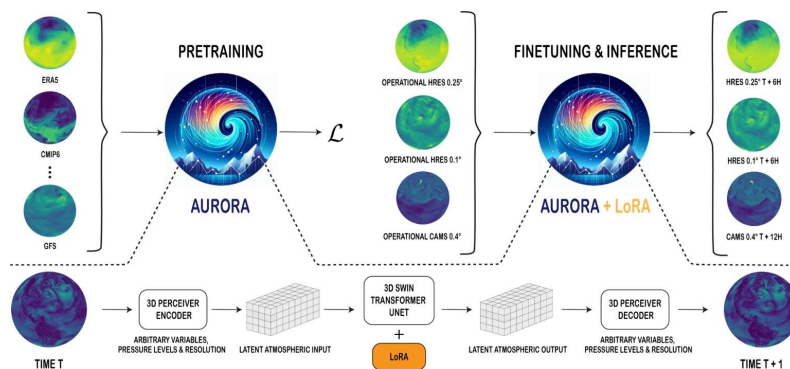 PRETRAINING
FINETUNING & INFERENCE
ERA5
CMIP6
GFS
AURORA
ℒ
OPERATIONAL HRES 0.25°
OPERATIONAL HRES 0.1°
OPERATIONAL CAMS 0.4°
AURORA + LoRA
HRES 0.25° T + 6H
HRES 0.1° T + 6H
CAMS 0.4° T + 12H
TIME T
3D PERCEIVER
ENCODER
ARBITRARY VARIABLES,
PRESSURE LEVELS & RESOLUTION
LATENT ATMOSPHERIC INPUT
3D SWIN
TRANSFORMER
UNET
+
LoRA
LATENT ATMOSPHERIC OUTPUT
3D PERCEIVER
DECODER
ARBITRARY VARIABLES,
PRESSURE LEVELS & RESOLUTION
TIME T + 1